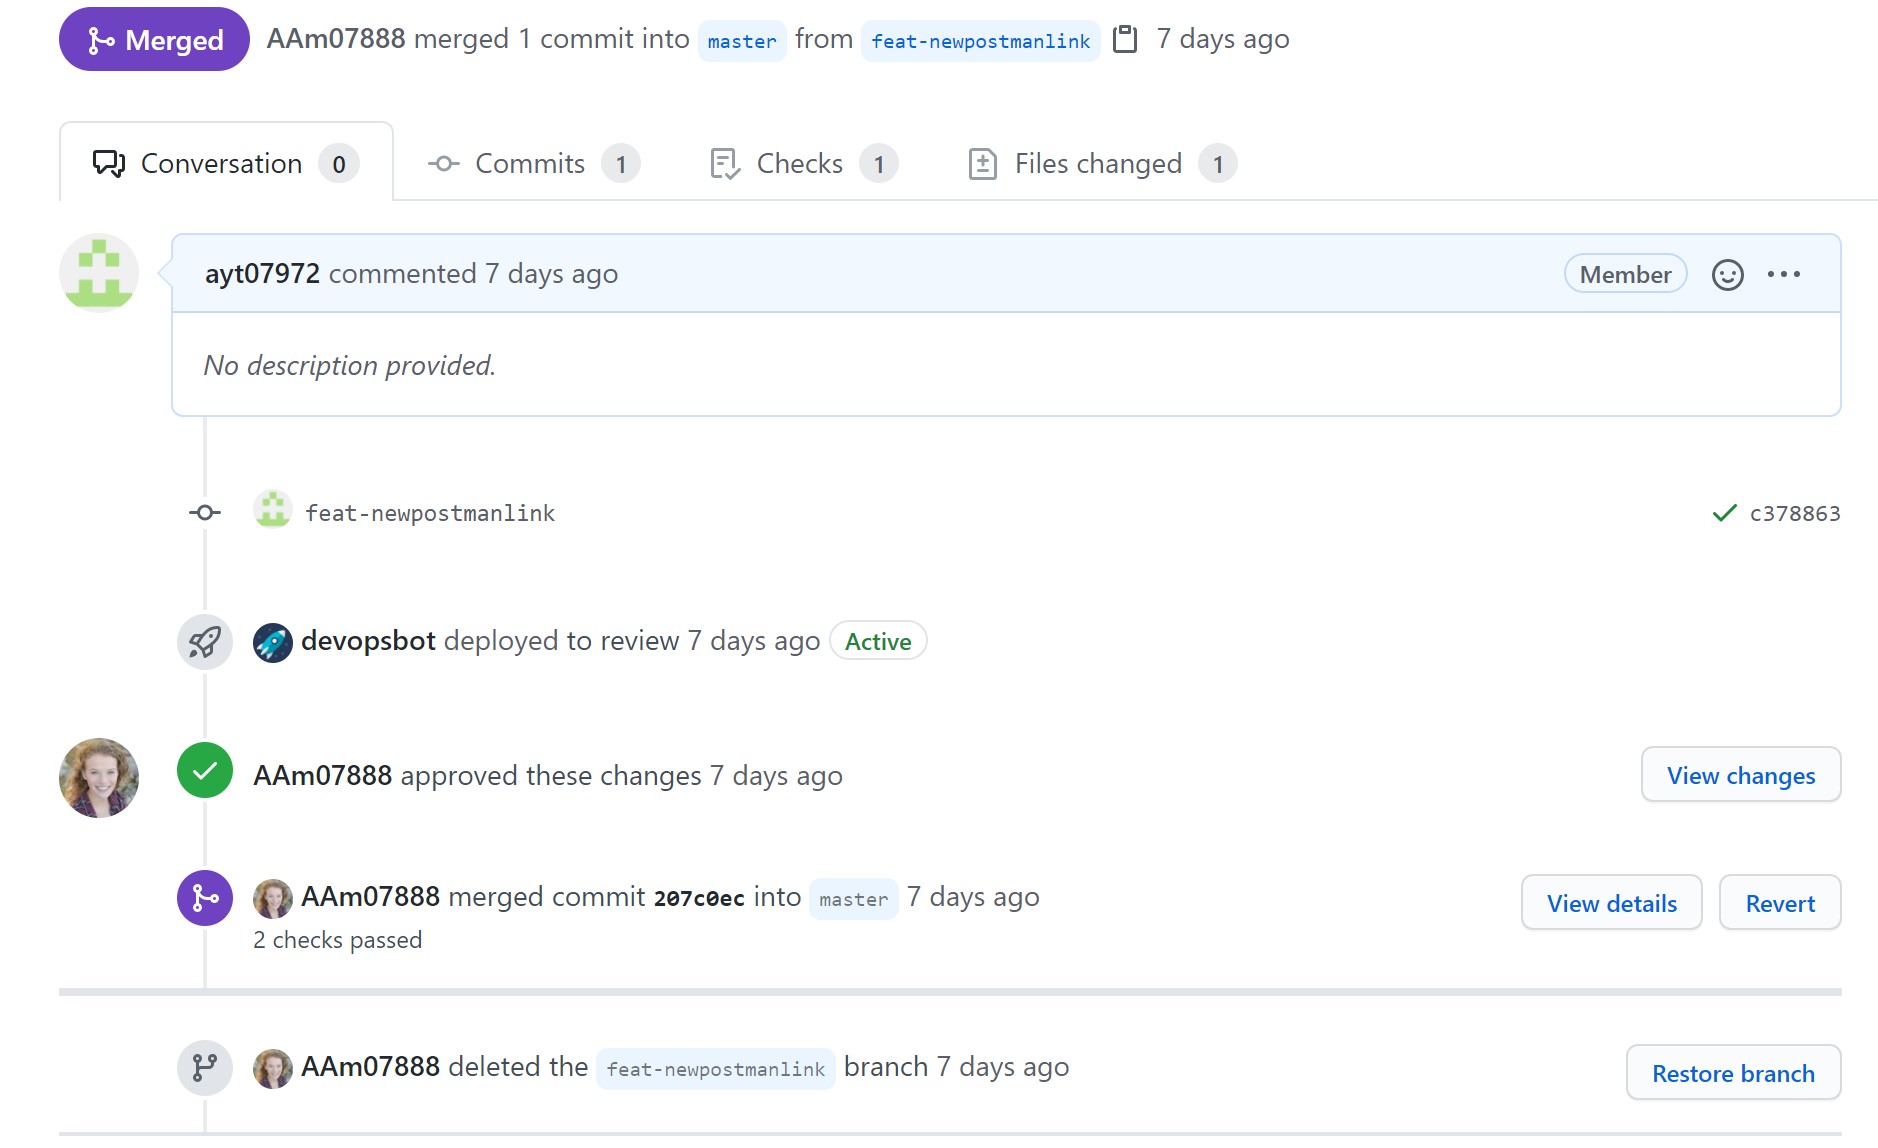 Merged AAm07888 merged 1 commit into master from feat-newpostmanlink 7 days ago
Conversation 0 Commits 1 Checks 1 Files changed 1
ayt07972 commented 7 days ago Member
No description provided.
feat-newpostmanlink c378863
devopsbot deployed to review 7 days ago Active
AAm07888 approved these changes 7 days ago View changes
AAm07888 merged commit 207c0ec into master 7 days ago View details Revert
2 checks passed
AAm07888 deleted the feat-newpostmanlink branch 7 days ago Restore branch